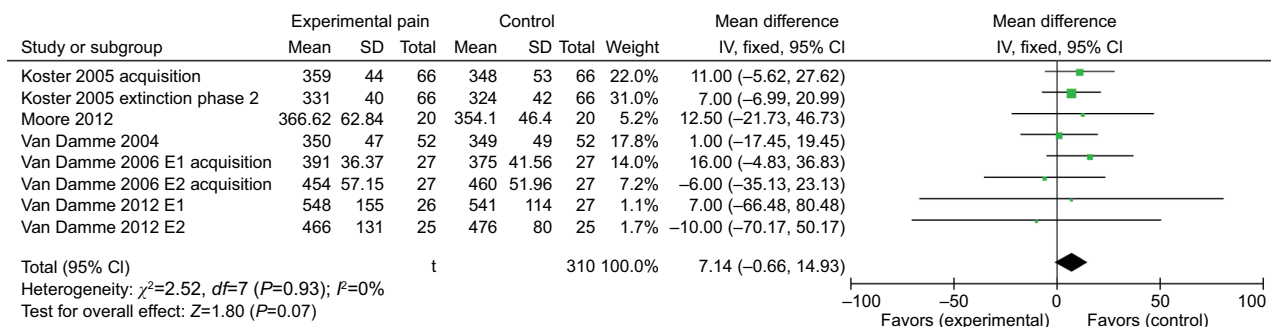 Experimental pain Control Mean difference Mean difference
Study or subgroup Mean SD Total Mean SD Total Weight IV, fixed, 95% CI IV, fixed, 95% CI
Koster 2005 acquisition 359 44 66 348 53 66 22.0% 11.00 (–5.62, 27.62)
Koster 2005 extinction phase 2 331 40 66 324 42 66 31.0% 7.00 (–6.99, 20.99)
Moore 2012 366.62 62.84 20 354.1 46.4 20 5.2% 12.50 (–21.73, 46.73)
Van Damme 2004 350 47 52 349 49 52 17.8% 1.00 (–17.45, 19.45)
Van Damme 2006 E1 acquisition 391 36.37 27 375 41.56 27 14.0% 16.00 (–4.83, 36.83)
Van Damme 2006 E2 acquisition 454 57.15 27 460 51.96 27 7.2% –6.00 (–35.13, 23.13)
Van Damme 2012 E1 548 155 26 541 114 27 1.1% 7.00 (–66.48, 80.48)
Van Damme 2012 E2 466 131 25 476 80 25 1.7% –10.00 (–70.17, 50.17)
Total (95% CI) t 310 100.0% 7.14 (–0.66, 14.93)
Heterogeneity: χ²=2.52, df=7 (P=0.93); I²=0%
Test for overall effect: Z=1.80 (P=0.07)
–100 –50 0 50 100
Favors (experimental) Favors (control)